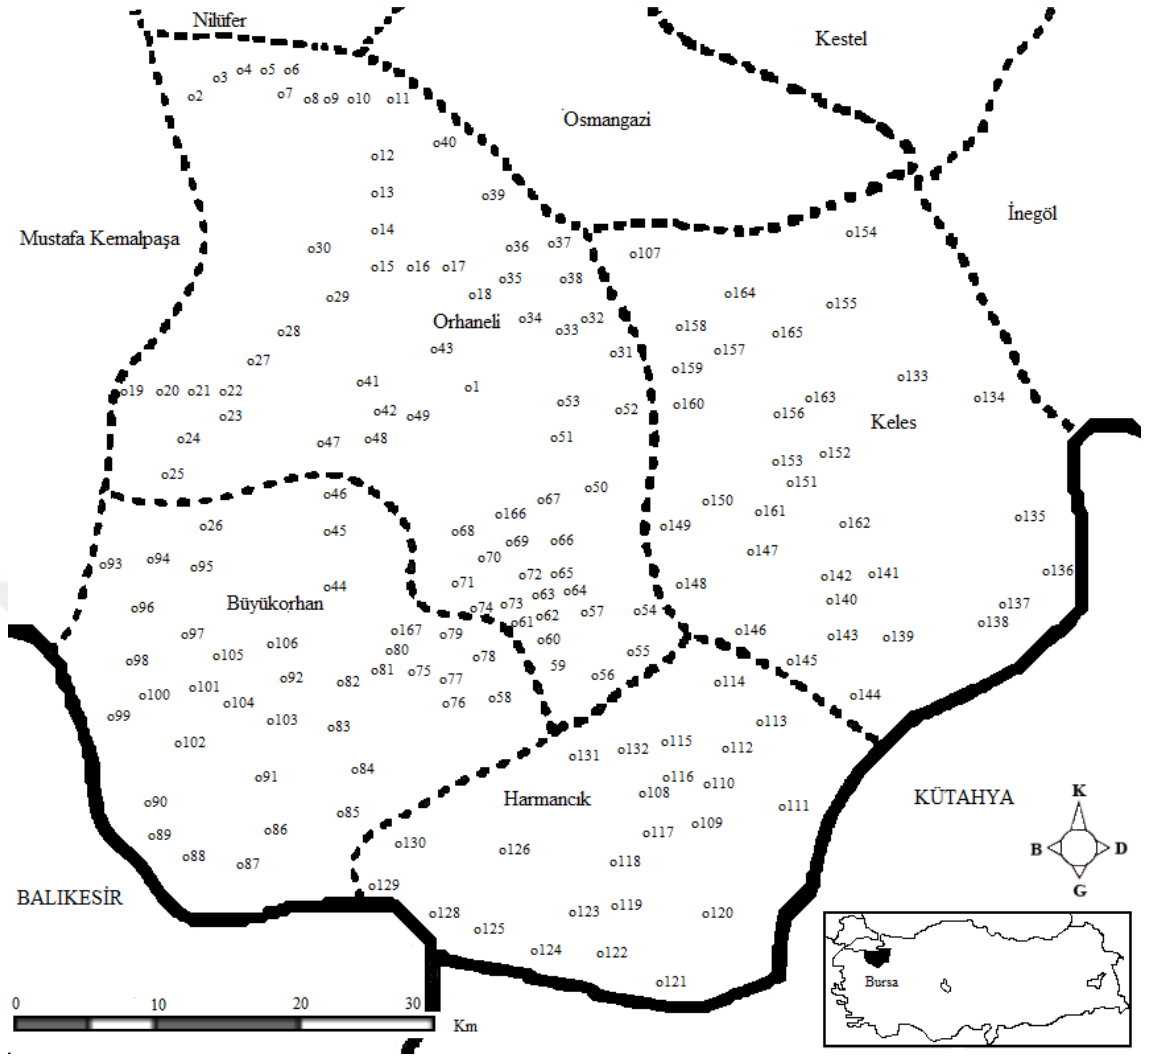 Nilüfer
Kestel
o4 o5 o6
o3
o2 o7 o8 o9 o10 o11
Osmangazi
o40
o12
o13 o39
İnegöl
o14 o154
Mustafa Kemalpaşa
o30 o36 o37 o107
o15 o16 o17
o35 o38
o29 o18 o164 o155
Orhaneli o34 o33 o32
o28 o158 o165
o43 o31 o157
o27
o159
o41 o1 o133
o19 o20 o21 o22 o163 o134
o53 o160
o23 o42 o49 o52 o156
Keles
o24 o47 o48 o51
o152
o153
o25
o151
o46 o50
o67 o150
o166 o161 o135
o26 o45 o68 o149 o162
o69 o66
o93 o94 o95 o70 o147
o72 o65 o142 o141 o136
o44 o71 o148
o63 o64
Büyükorhan o140 o137
o96 o74 o73 o62 o57 o54
o61 o138
o97 o167 o79 o146 o143 o139
o106 o60
o105 o80 o78 o55
o98 o145
o81 o75 59
o92 o82 o77 o56 o114
o101
o100 o104 o76 o58 o144
o99 o103 o83 o113
o102 o115 o112
o131 o132
o91 o84 o116 o110
Harmancık o108 KÜTAHYA K
o90 o111
o85 o109
o89 o86 o117
o130 o126 B D
o88 o87 o118
G
o129
BALIKESİR
o128 o123 o119 o120
o125
o124 o122
o121 Bursa
0 10 20 30
Km